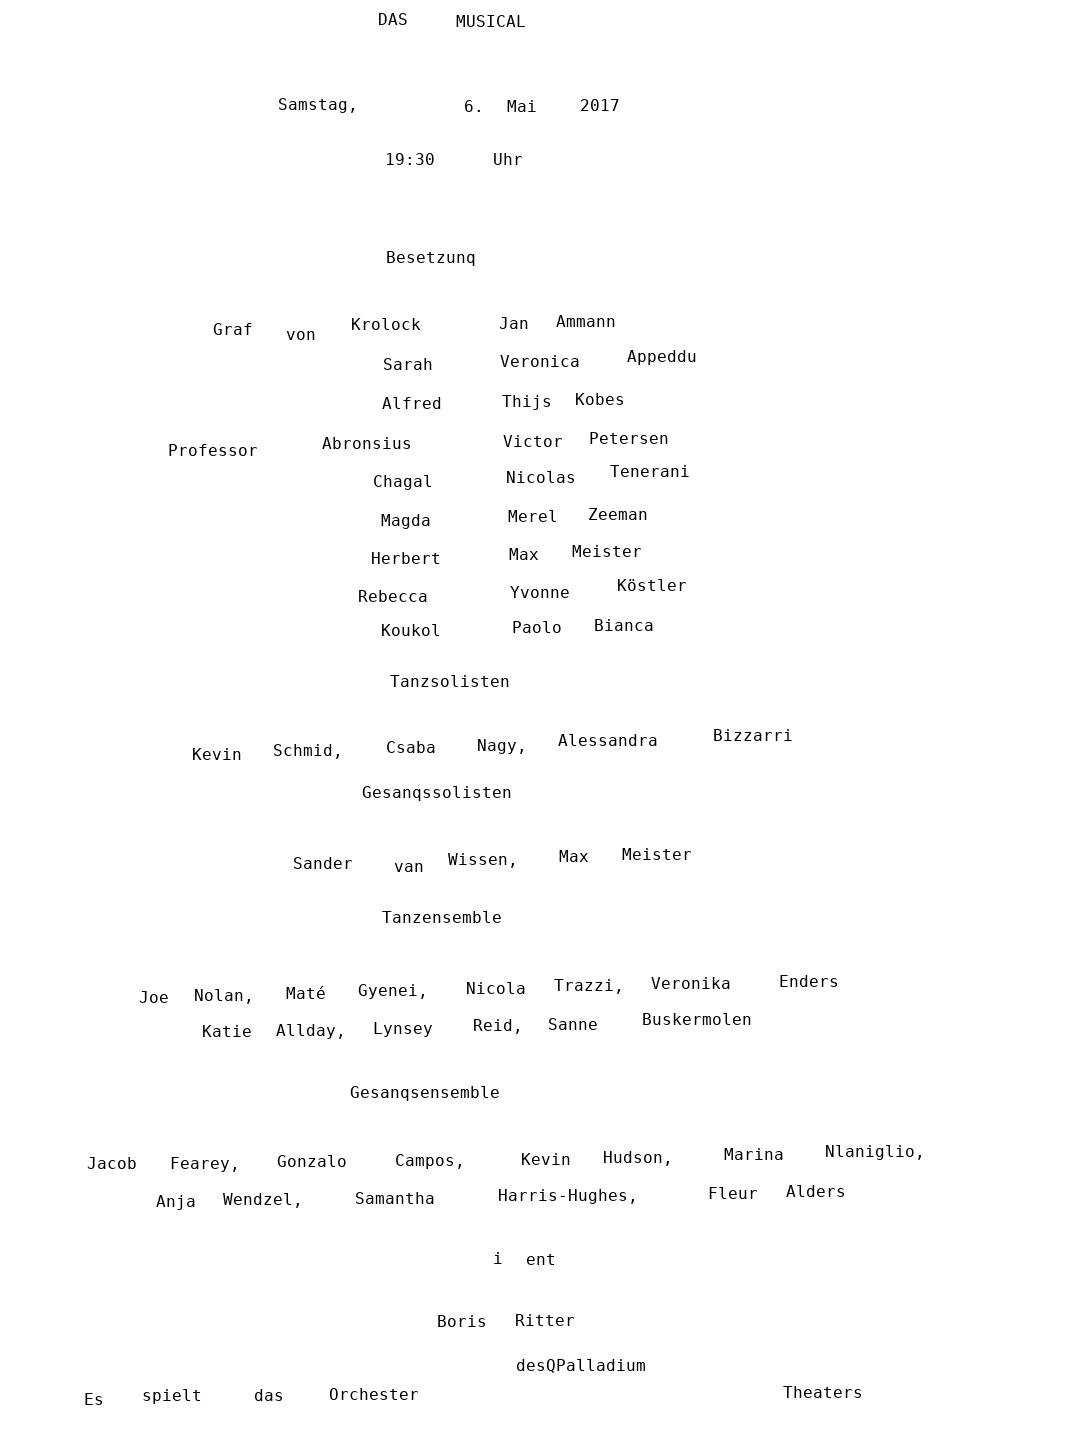 DAS MUSICAL
Samstag, 6. Mai 2017
19:30 Uhr
Besetzunq
Graf von Krolock Jan Ammann
Sarah Veronica Appeddu
Alfred Thijs Kobes
Professor Abronsius Victor Petersen
Chagal Nicolas Tenerani
Magda Merel Zeeman
Herbert Max Meister
Rebecca Yvonne Köstler
Koukol Paolo Bianca
Tanzsolisten
Kevin Schmid, Csaba Nagy, Alessandra Bizzarri
Gesanqssolisten
Sander van Wissen, Max Meister
Tanzensemble
Joe Nolan, Maté Gyenei, Nicola Trazzi, Veronika Enders
Katie Allday, Lynsey Reid, Sanne Buskermolen
Gesanqsensemble
Jacob Fearey, Gonzalo Campos, Kevin Hudson, Marina Nlaniglio,
Anja Wendzel, Samantha Harris-Hughes, Fleur Alders
i ent
Boris Ritter
Es spielt das Orchester desQPalladium Theaters